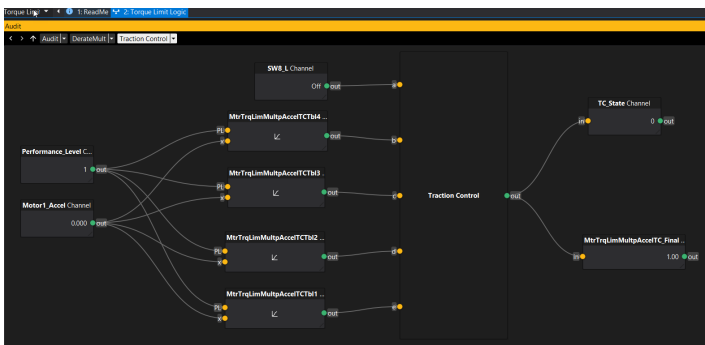 Torque Limit
1: ReadMe
2: Torque Limit Logic
Audit
Audit DerateMult Traction Control
SW8_L Channel
Off out
a
MtrTrqLimMultpAccelTCTbl4 ...
PL
x
out
b
TC_State Channel
in 0 out
Performance_Level C...
1 out
MtrTrqLimMultpAccelTCTbl3 .
PL
x
out
c
Traction Control
out
Motor1_Accel Channel
0.000 out
MtrTrqLimMultpAccelTCTbl2 ...
PL
x
out
d
MtrTrqLimMultpAccelTC_Final ..
in 1.00 out
MtrTrqLimMultpAccelTCTbl1 ...
PL
x
out
e